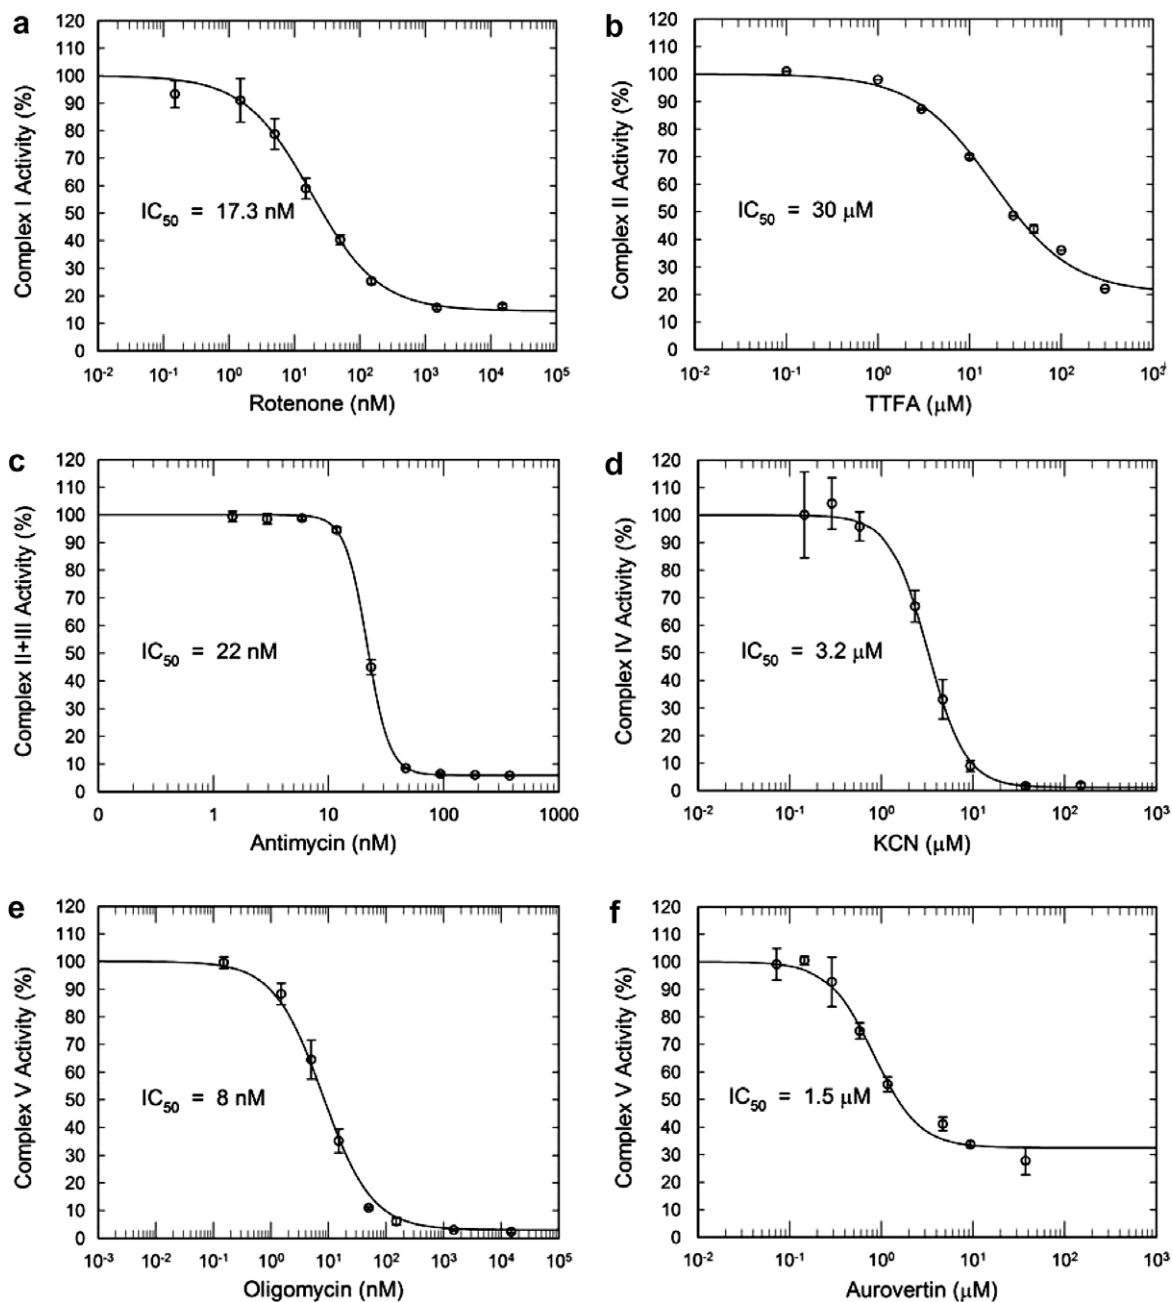 a
120
110
100
90
80
70
60
50
40
30
20
10
0
Complex I Activity (%)
IC50 = 17.3 nM
10-2 10-1 100 101 102 103 104 105
Rotenone (nM)
b
120
110
100
90
80
70
60
50
40
30
20
10
0
Complex II Activity (%)
IC50 = 30 μM
10-2 10-1 100 101 102 103
TTFA (μM)
c
120
110
100
90
80
70
60
50
40
30
20
10
0
Complex II+III Activity (%)
IC50 = 22 nM
0 1 10 100 1000
Antimycin (nM)
d
120
110
100
90
80
70
60
50
40
30
20
10
0
Complex IV Activity (%)
IC50 = 3.2 μM
10-2 10-1 100 101 102 103
KCN (μM)
e
120
110
100
90
80
70
60
50
40
30
20
10
0
Complex V Activity (%)
IC50 = 8 nM
10-3 10-2 10-1 100 101 102 103 104 105
Oligomycin (nM)
f
120
110
100
90
80
70
60
50
40
30
20
10
0
Complex V Activity (%)
IC50 = 1.5 μM
10-2 10-1 100 101 102 103
Aurovertin (μM)